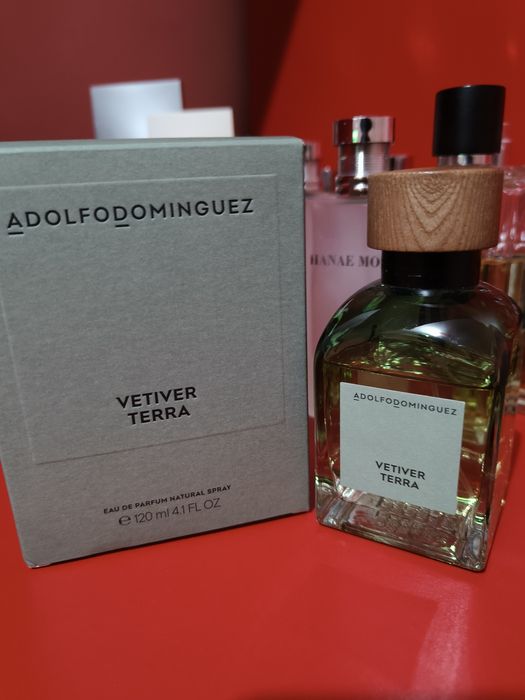 ADOLFODOMINGUEZ
VETIVER
TERRA
EAU DE PARFUM NATURAL SPRAY
e 120 ml 4.1 FL OZ
HANAE MO
ADOLFODOMINGUEZ
VETIVER
TERRA